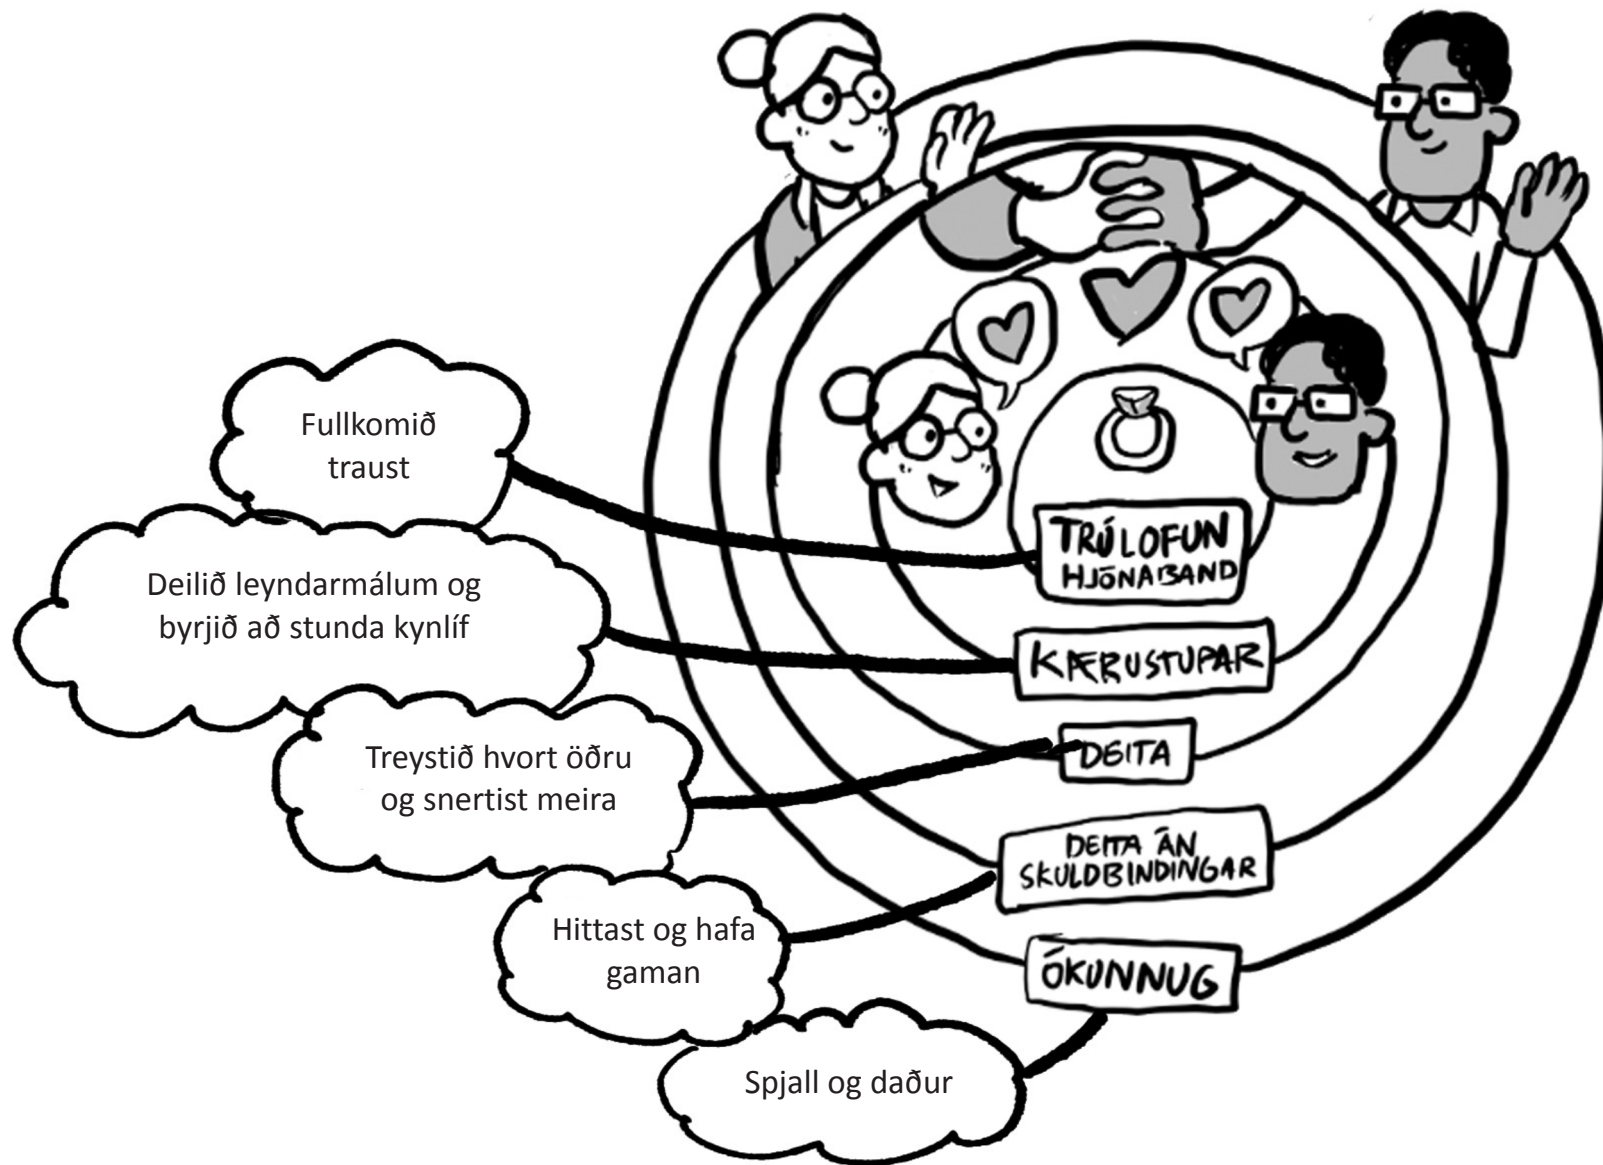 Fullkomið
traust
TRÚLOFUN
HJÓNABAND
Deilið leyndarmálum og
byrjið að stunda kynlíf
KÆRUSTUPAR
Treystið hvort öðru
og snertist meira
DEITA
Hittast og hafa
gaman
DEITA ÁN
SKULDBINDINGAR
Spjall og daður
ÓKUNNUG